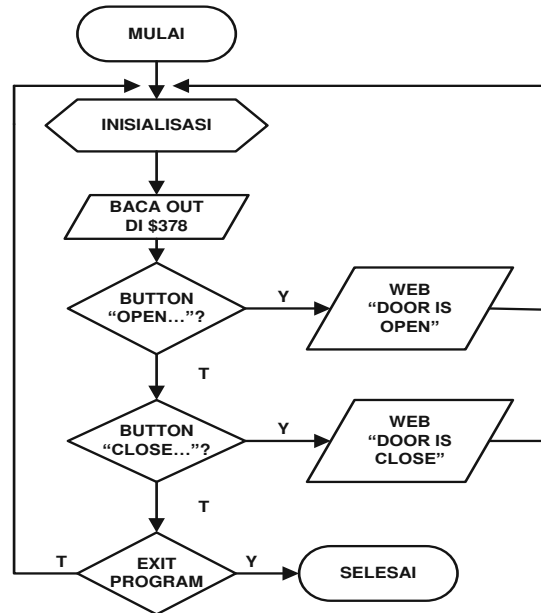 MULAI
INISIALISASI
BACA OUT
DI $378
BUTTON
“OPEN…”?
Y
WEB
“DOOR IS
OPEN”
T
BUTTON
“CLOSE…”?
Y
WEB
“DOOR IS
CLOSE”
T
T
EXIT
PROGRAM
Y
SELESAI